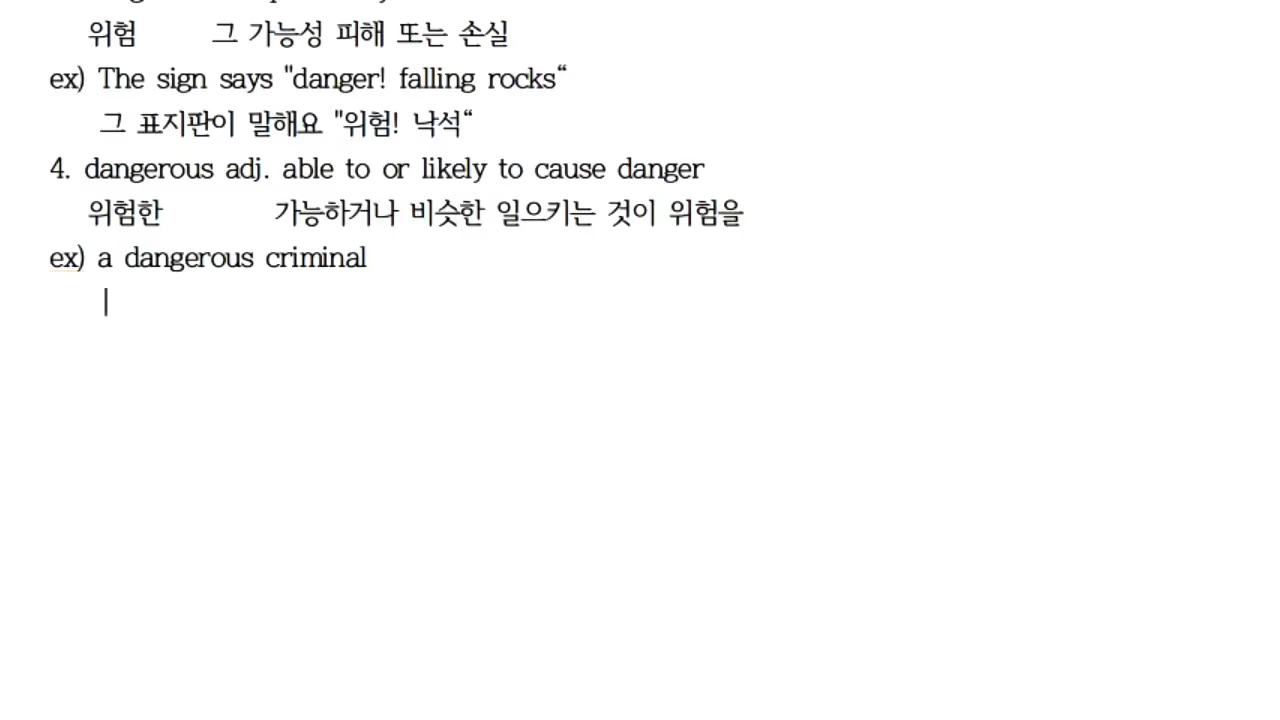 위험 그 가능성 피해 또는 손실
ex) The sign says "danger! falling rocks“
그 표지판이 말해요 "위험! 낙석“
4. dangerous adj. able to or likely to cause danger
위험한 가능하거나 비슷한 일으키는 것이 위험을
ex) a dangerous criminal